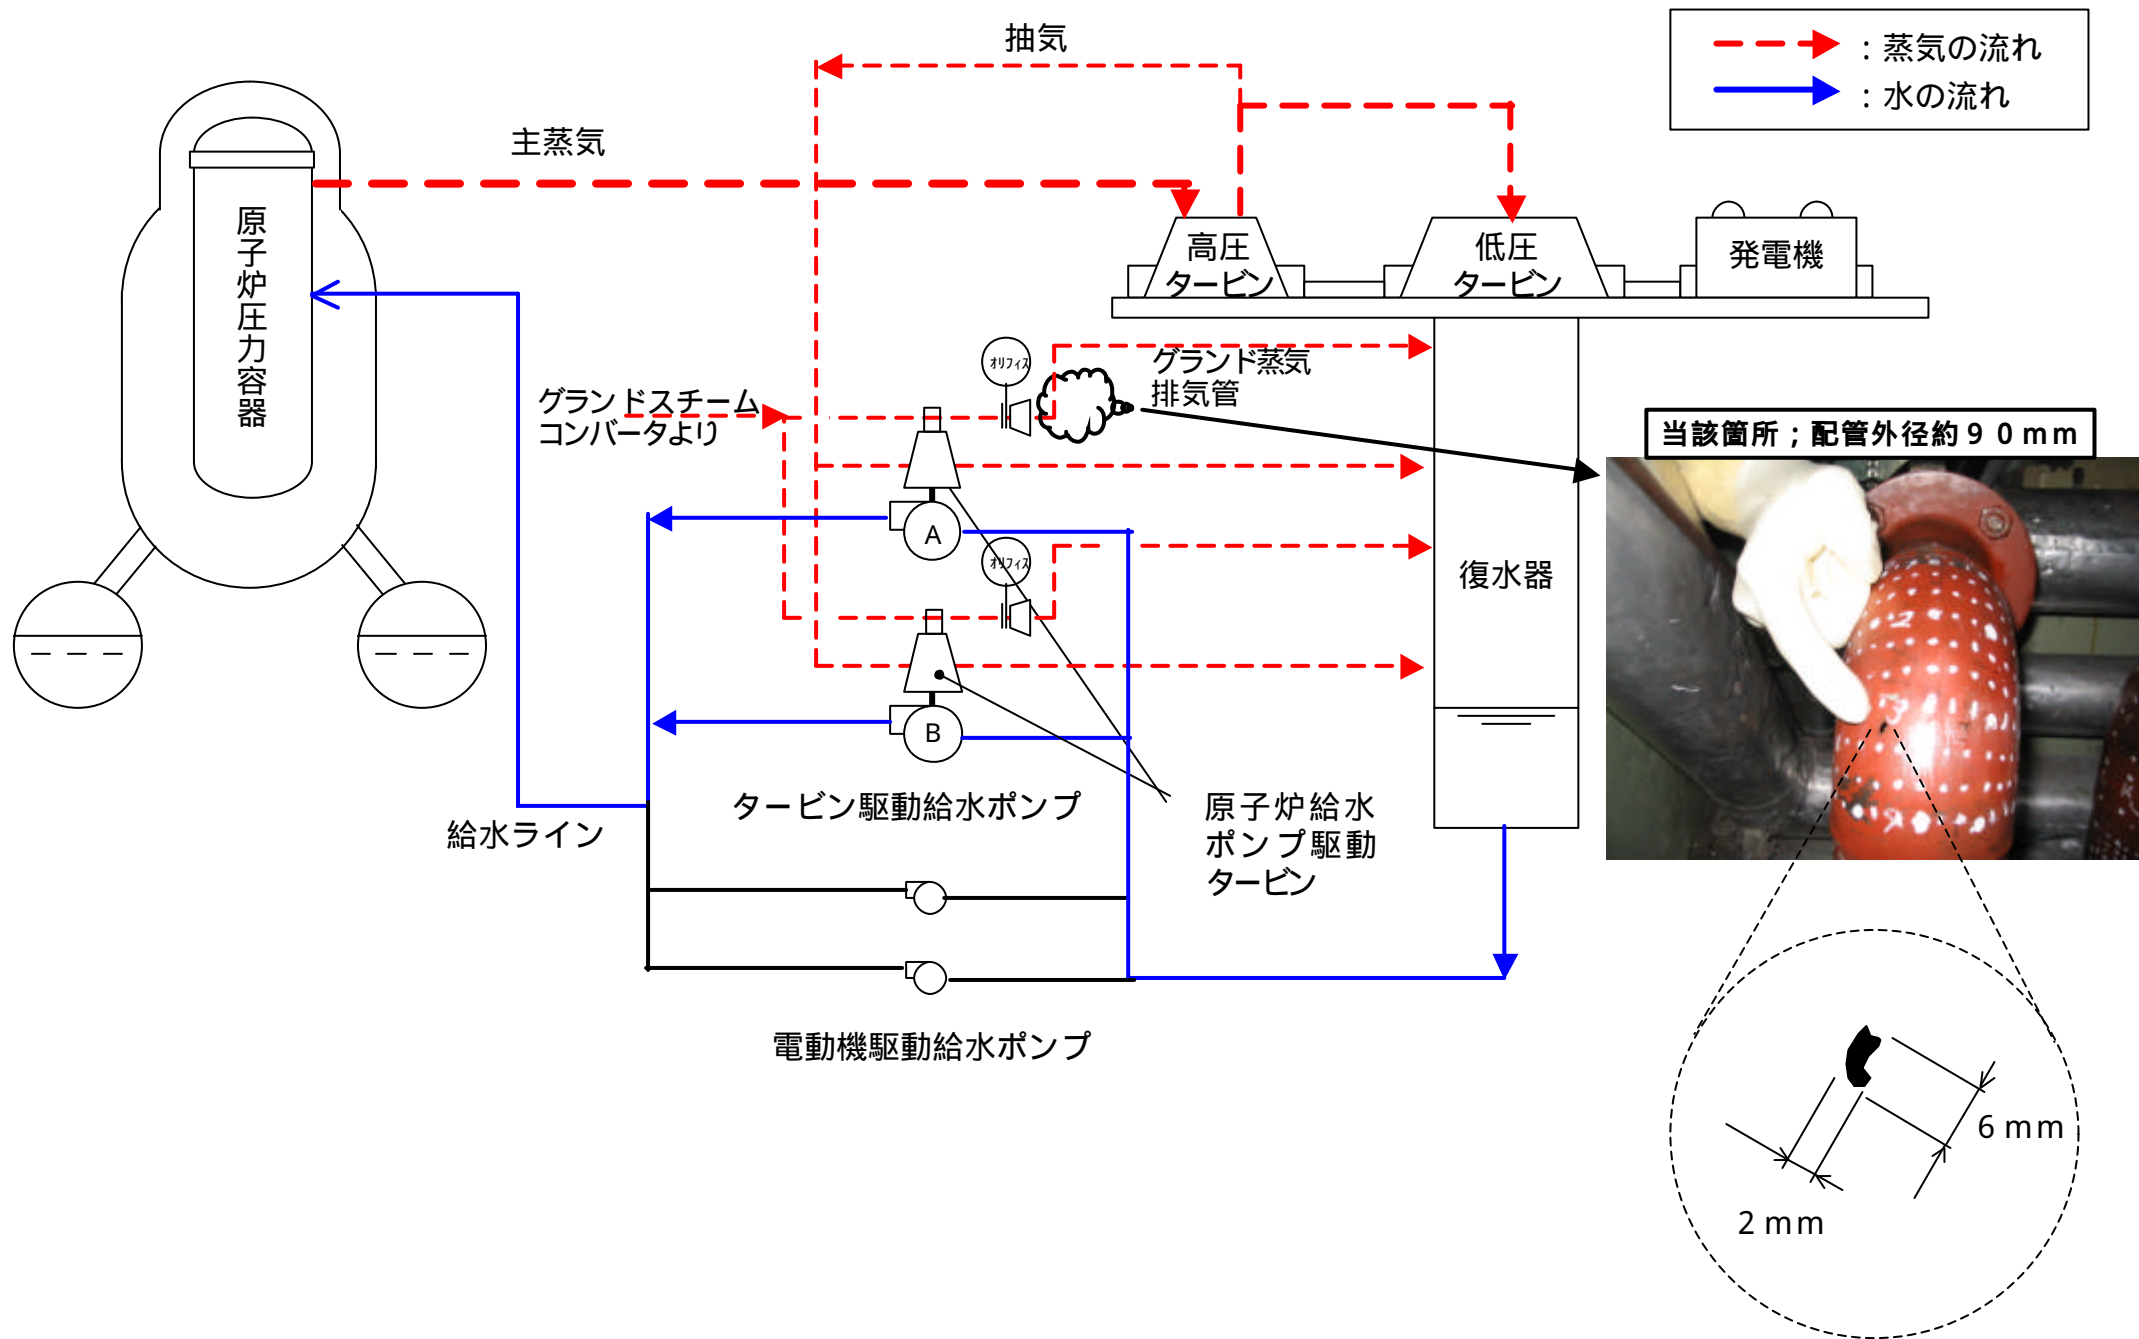 抽気
：蒸気の流れ
：水の流れ
主蒸気
原子炉圧力容器
高圧
タービン
低圧
タービン
発電機
オリフィス
グランド蒸気
排気管
グランドスチーム
コンバータより
当該箇所；配管外径約９０ｍｍ
A
オリフィス
復水器
B
タービン駆動給水ポンプ
原子炉給水
ポンプ駆動
タービン
給水ライン
電動機駆動給水ポンプ
6 mm
2 mm